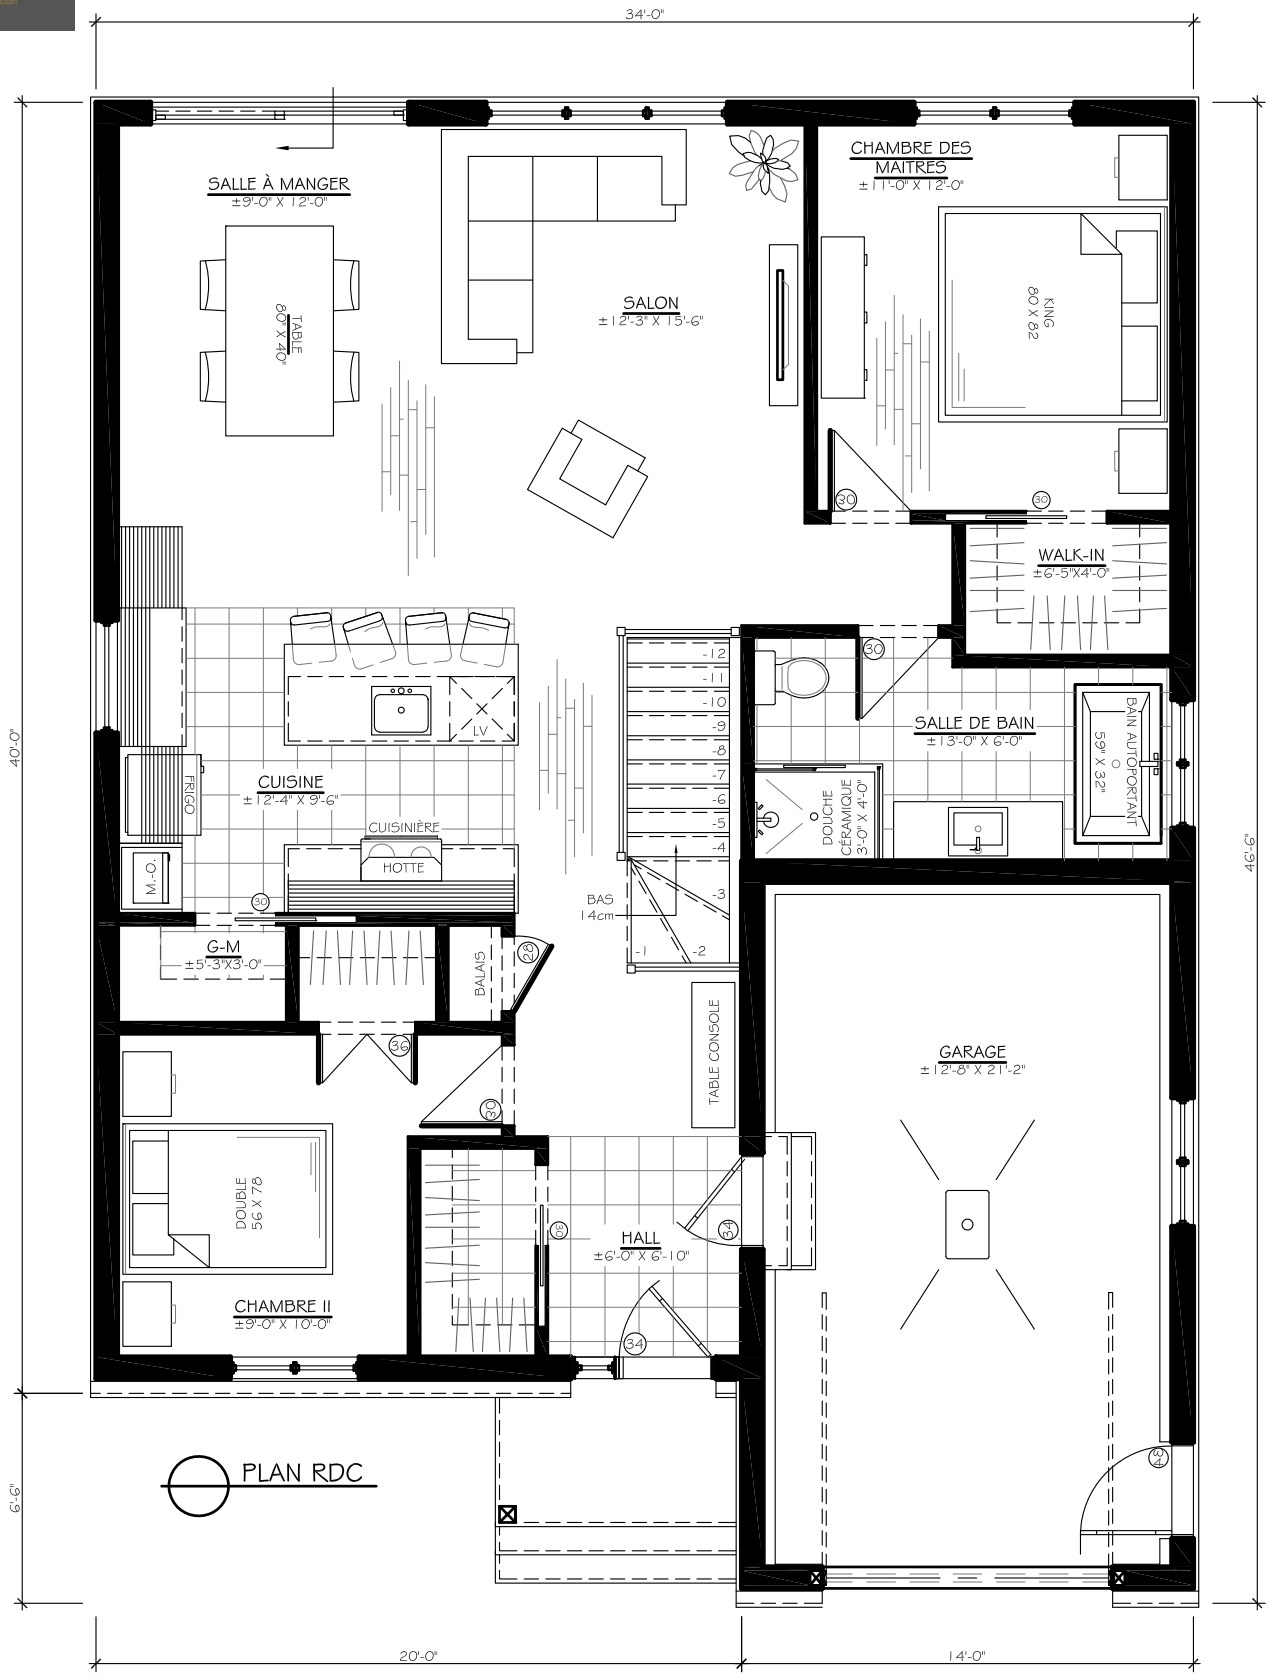 34'-0"
SALLE À MANGER
±9'-0" X 12'-0"
CHAMBRE DES
MAITRES
±11'-0" X 12'-0"
TABLE
80" X 40"
SALON
±12'-3" X 15'-6"
KING
80 X 82
30
30
WALK-IN
±6'-5"X4'-0"
40'-0"
46'-6"
-12
-11
-10
-9
-8
-7
-6
-5
-4
-3
-2
-1
30
SALLE DE BAIN
±13'-0" X 6'-0"
BAIN AUTOPORTANT
59" X 32"
LV
CUISINE
±12'-4" X 9'-6"
FRIGO
CUISINIÈRE
HOTTE
M.-O.
DOUCHE
CÉRAMIQUE
3'-0" X 4'-0"
BAS
14cm
30
G-M
±5'-3"X3'-0"
BALAIS
28
36
30
TABLE CONSOLE
GARAGE
±12'-8" X 21'-2"
DOUBLE
56 X 78
30
HALL
±6'-0" X 6'-10"
34
34
CHAMBRE II
±9'-0" X 10'-0"
34
PLAN RDC
6'-6"
20'-0"
14'-0"